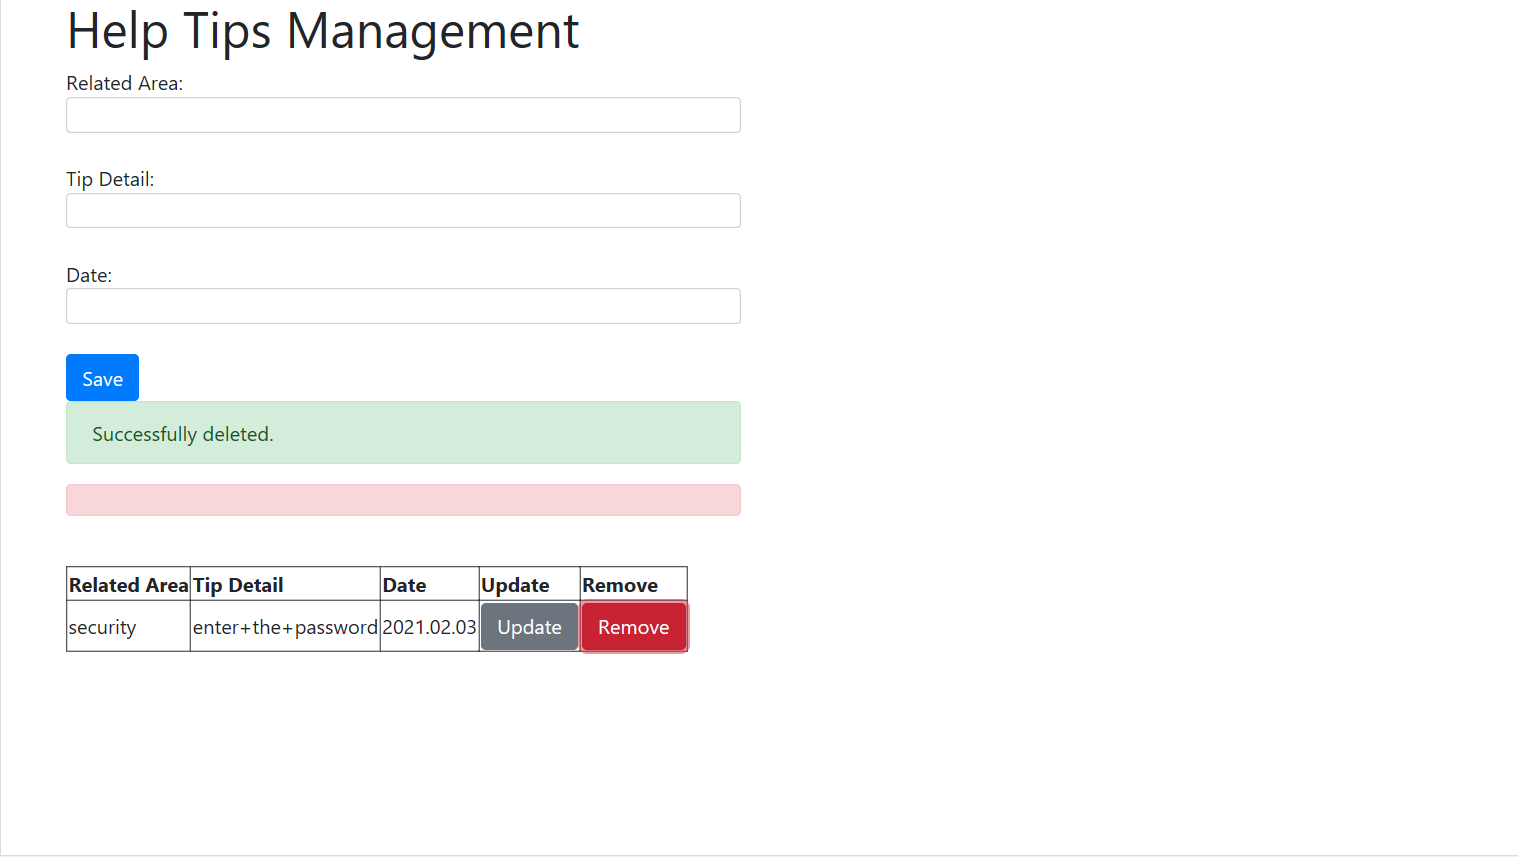 Help Tips Management
Related Area:
Tip Detail:
Date:
Save
Successfully deleted.
Related Area Tip Detail Date Update Remove
security enter+the+password 2021.02.03 Update Remove